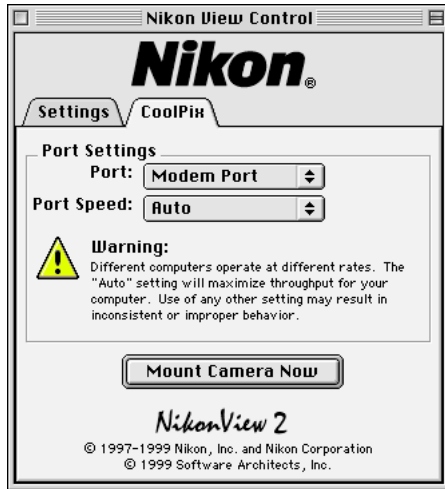 Nikon View Control
Nikon®
Settings
CoolPix
Port Settings
Port: Modem Port
Port Speed: Auto
Warning:
Different computers operate at different rates. The
"Auto" setting will maximize throughput for your
computer. Use of any other setting may result in
inconsistent or improper behavior.
Mount Camera Now
NikonView 2
© 1997-1999 Nikon, Inc. and Nikon Corporation
© 1999 Software Architects, Inc.